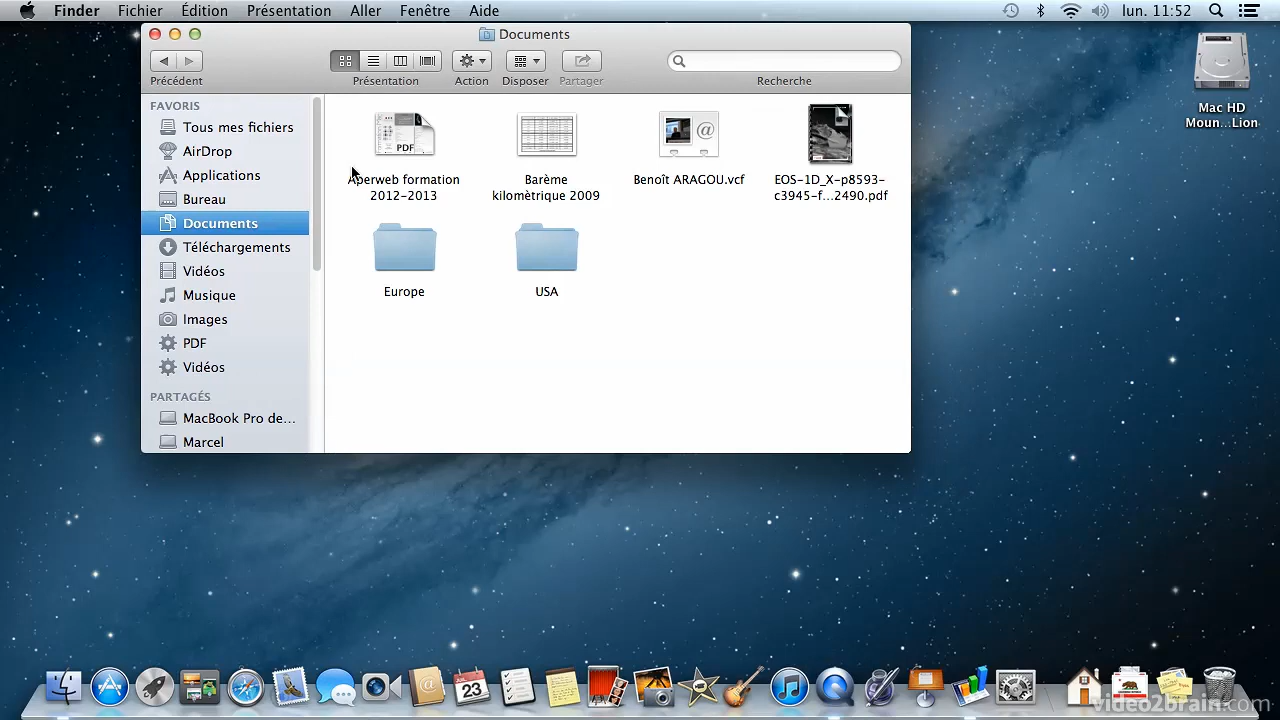 Finder Fichier Édition Présentation Aller Fenêtre Aide lun. 11:52
Documents
Précédent Présentation Action Disposer Partager Recherche
FAVORIS
Tous mes fichiers
AirDrop
Applications
Bureau
Documents
Téléchargements
Vidéos
Musique
Images
PDF
Vidéos
PARTAGÉS
MacBook Pro de...
Marcel
PDF
@
Aperweb formation
2012-2013
Barème
kilomètrique 2009
Benoît ARAGOU.vcf
EOS-1D_X-p8593-
c3945-f...2490.pdf
Europe
USA
Mac HD
Moun...Lion
@
23
video2brain.com